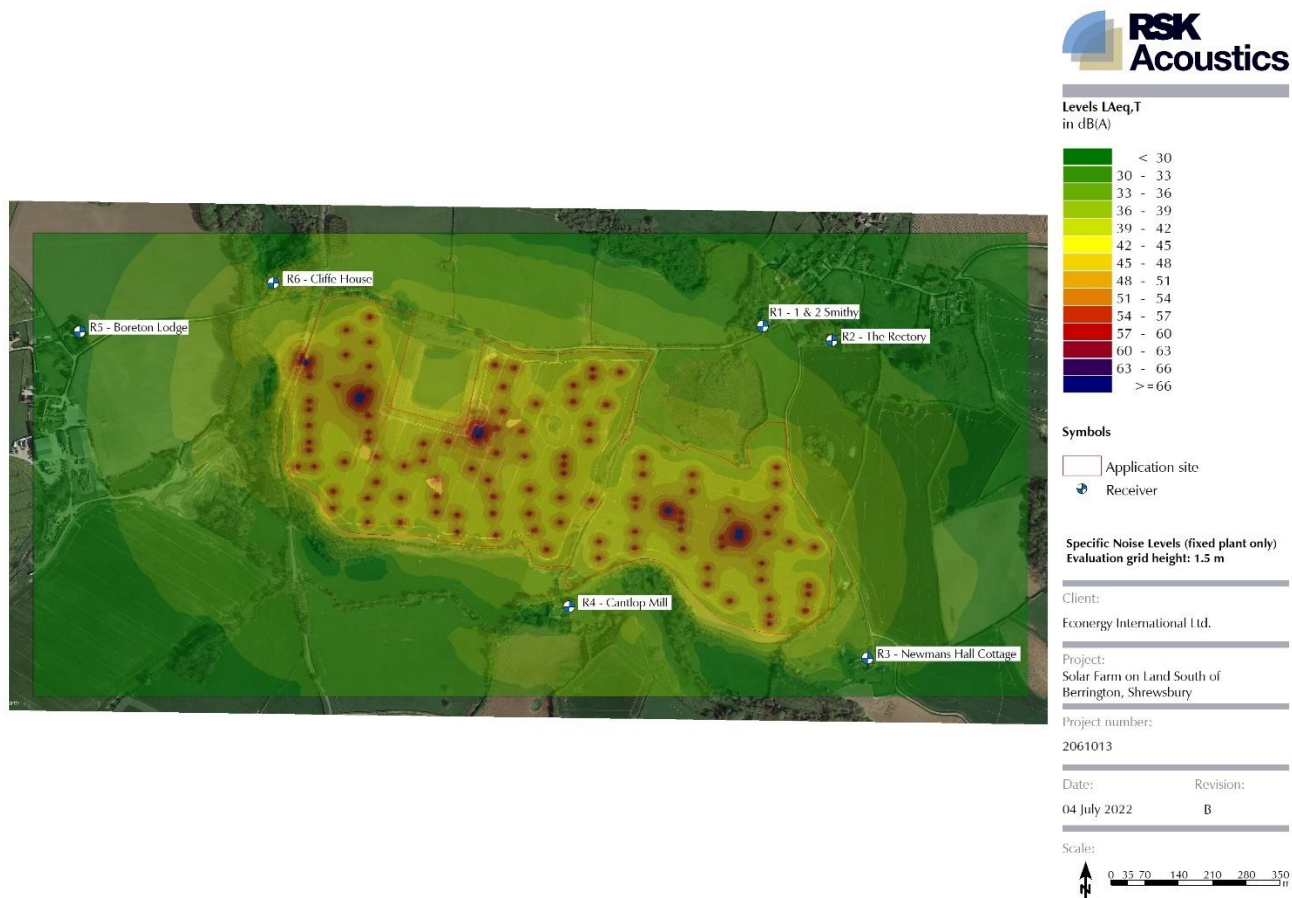 RSK
Acoustics
Levels LAeq,T
in dB(A)
< 30
30 - 33
33 - 36
36 - 39
39 - 42
42 - 45
45 - 48
48 - 51
51 - 54
54 - 57
57 - 60
60 - 63
63 - 66
>=66
Symbols
Application site
Receiver
Specific Noise Levels (fixed plant only)
Evaluation grid height: 1.5 m
Client:
Econergy International Ltd.
Project:
Solar Farm on Land South of
Berrington, Shrewsbury
Project number:
2061013
Date: Revision:
04 July 2022 B
Scale:
N
0 35 70 140 210 280 350
R6 - Cliffe House
R5 - Boreton Lodge
R1 - 1 & 2 Smithy
R2 - The Rectory
R4 - Cantlop Mill
R3 - Newmans Hall Cottage